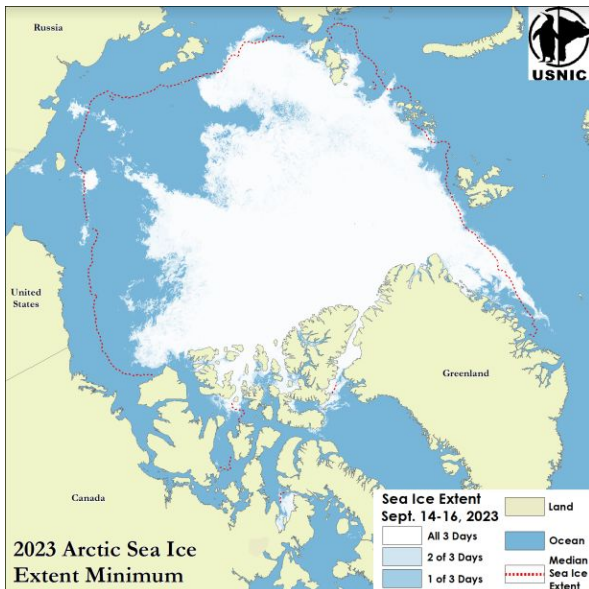 Russia
USNIC
United
States
Greenland
Canada
2023 Arctic Sea Ice
Extent Minimum
Sea Ice Extent
Sept. 14-16, 2023
All 3 Days
2 of 3 Days
1 of 3 Days
Land
Ocean
Median
Sea Ice
Extent